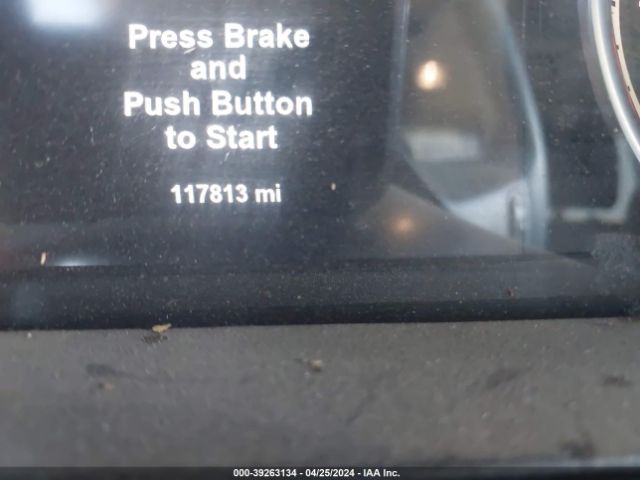 Press Brake
and
Push Button
to Start
117813 mi
000-39263134 - 04/25/2024 - IAA Inc.